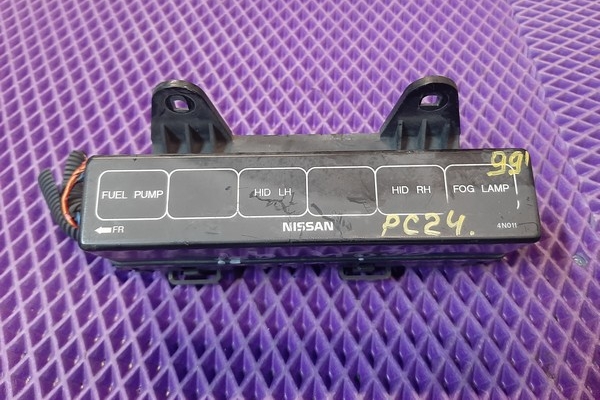 99'
FUEL PUMP
HID LH
HID RH
FOG LAMP
FR
NISSAN
PC24.
4N011